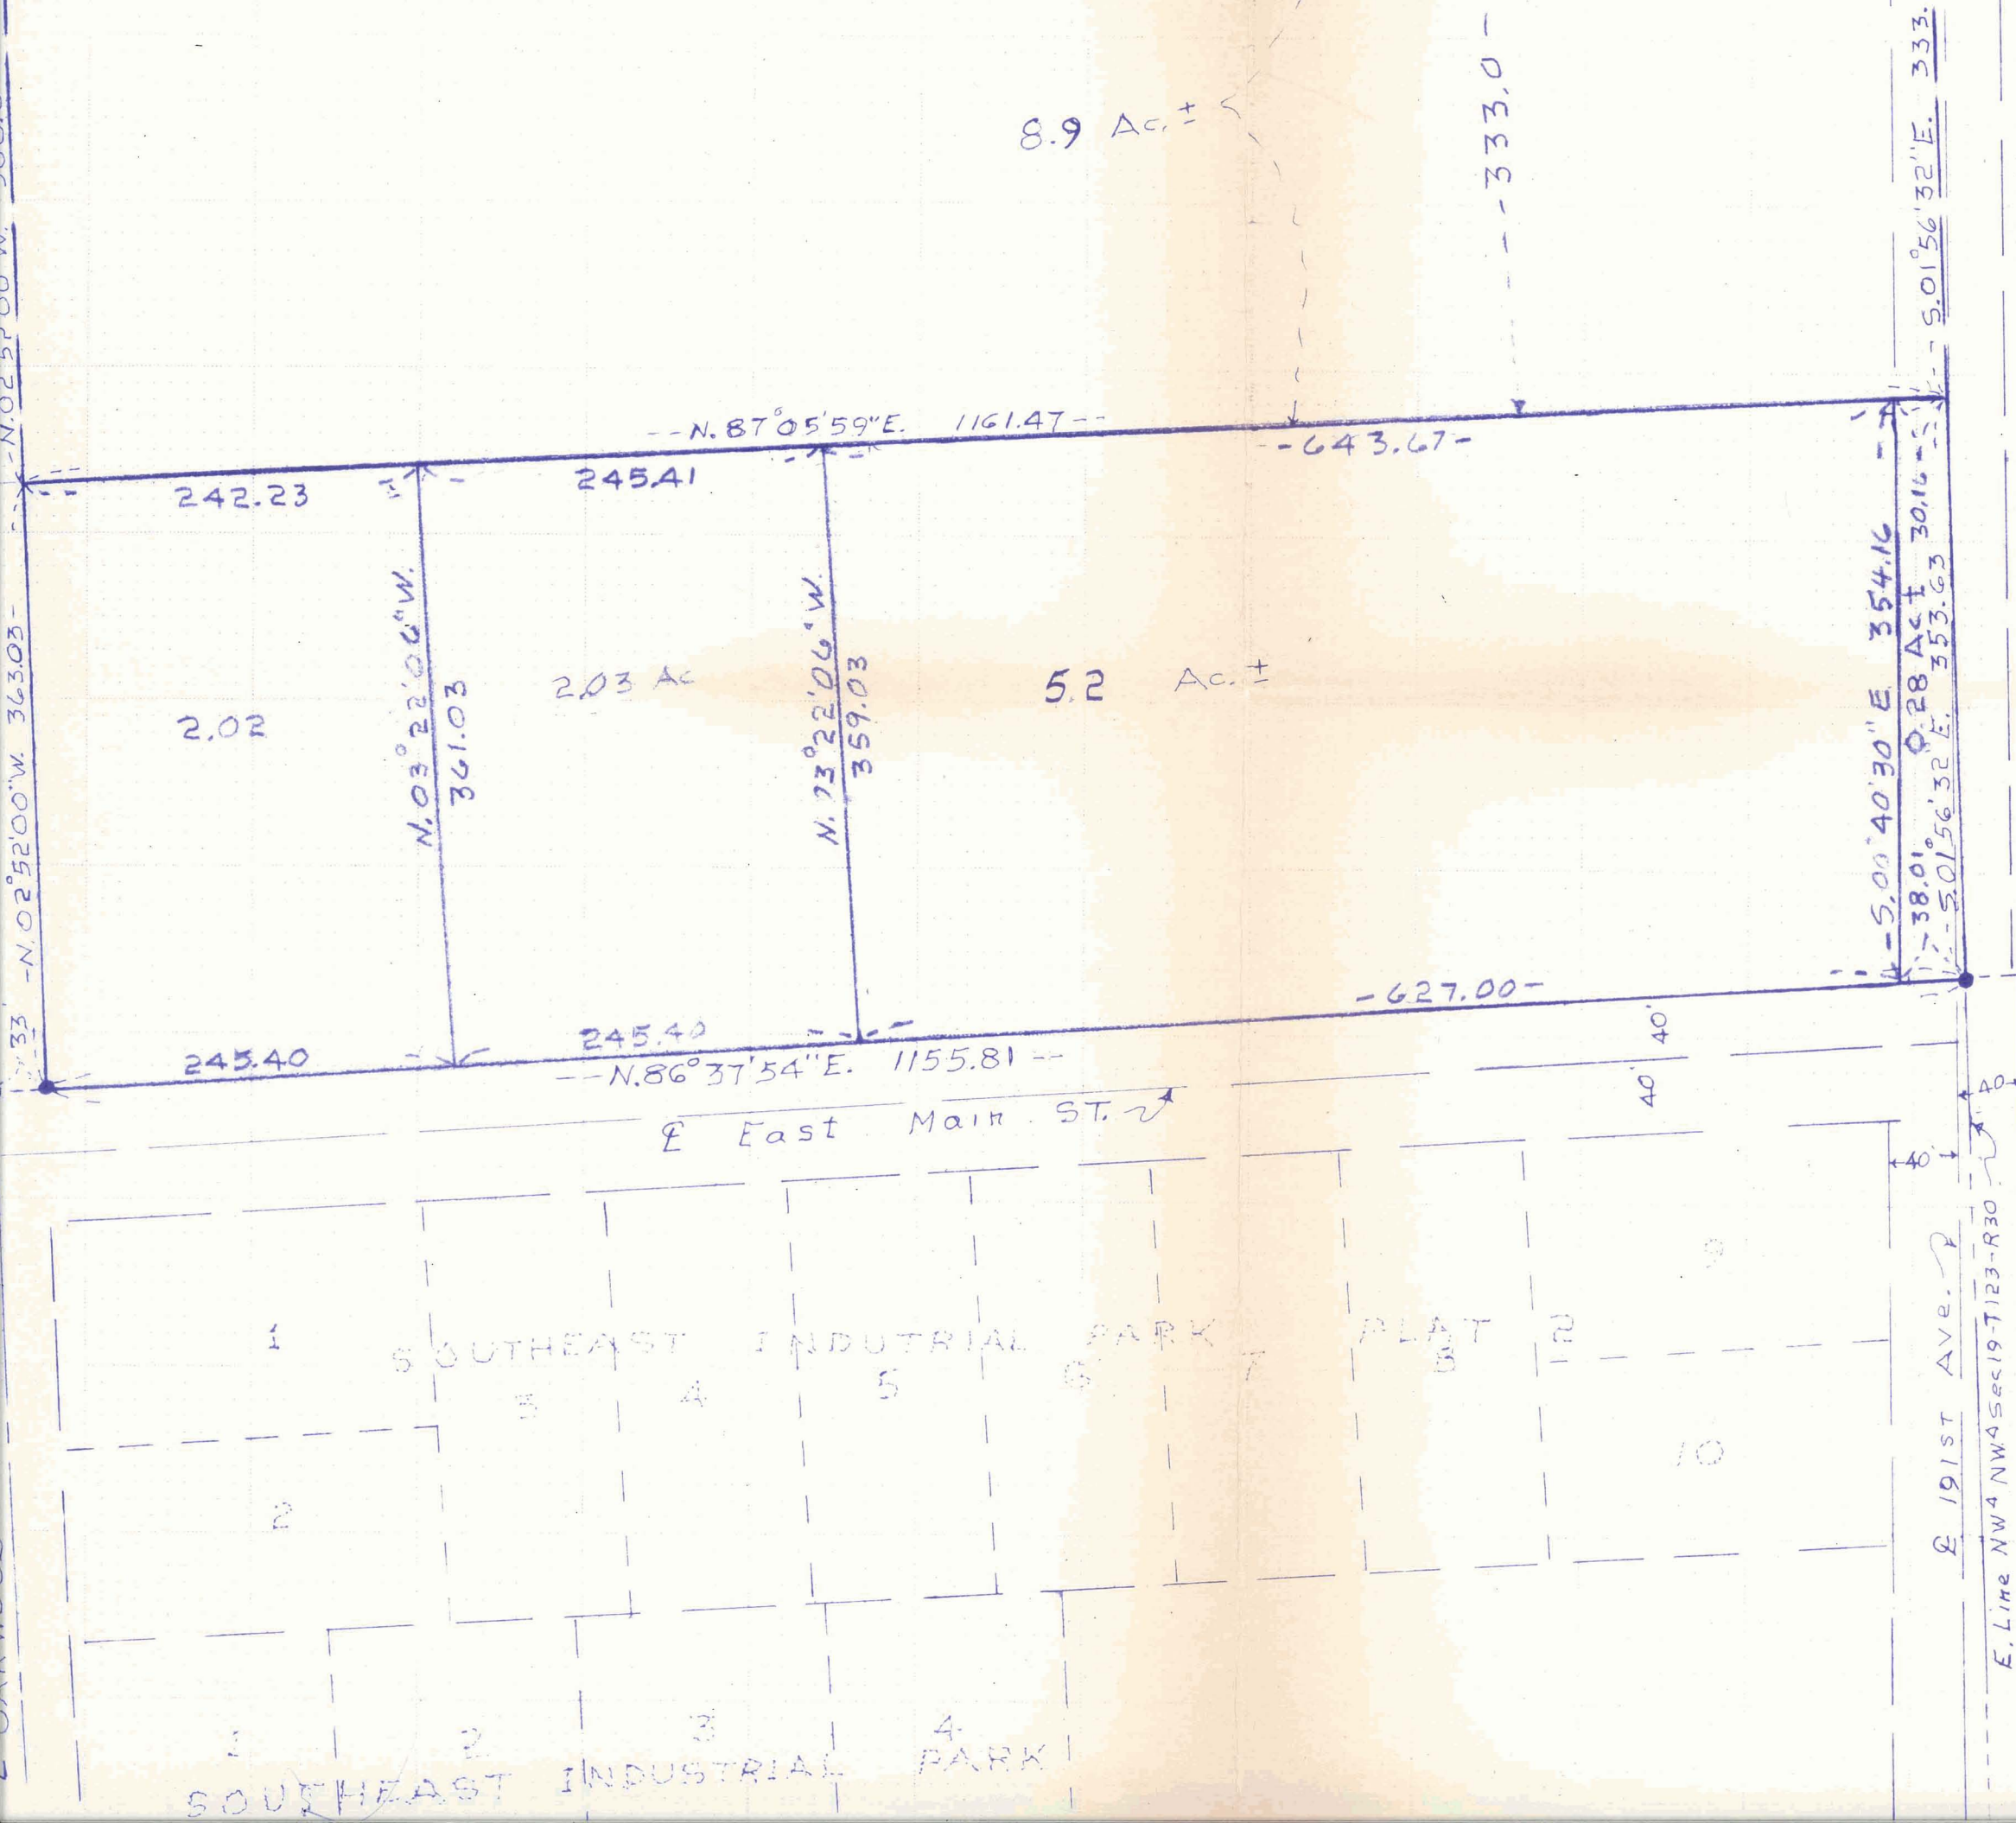 8.9 Ac. ±
--333.0-
S.01°56'32"E. 333.
--N. 87°05'59"E. 1161.47--
242.23
245.41
--643.67-
-N.02°52'00"W. 363.03-
N.03°22'06"W.
361.03
359.03
2.02
2.03 Ac
5.2 Ac. ±
40'30"E 354.16
0.28 Ac ±
30.16
38.01
S.01°56'32"E. 353.63
33'
245.40
245.40
-627.00-
---N.86°37'54"E. 1155.81--
℄ East Main ST.
40'
40'
40
40'
1
2
3
4
5
6
7
8
9
10
SOUTHEAST INDUTRIAL PARK PLAT 2
℄ 191ST Ave.
E. Line NW4 NW4 Sec19-T123-R30
1
2
3
4
SOUTHEAST INDUSTRIAL PARK